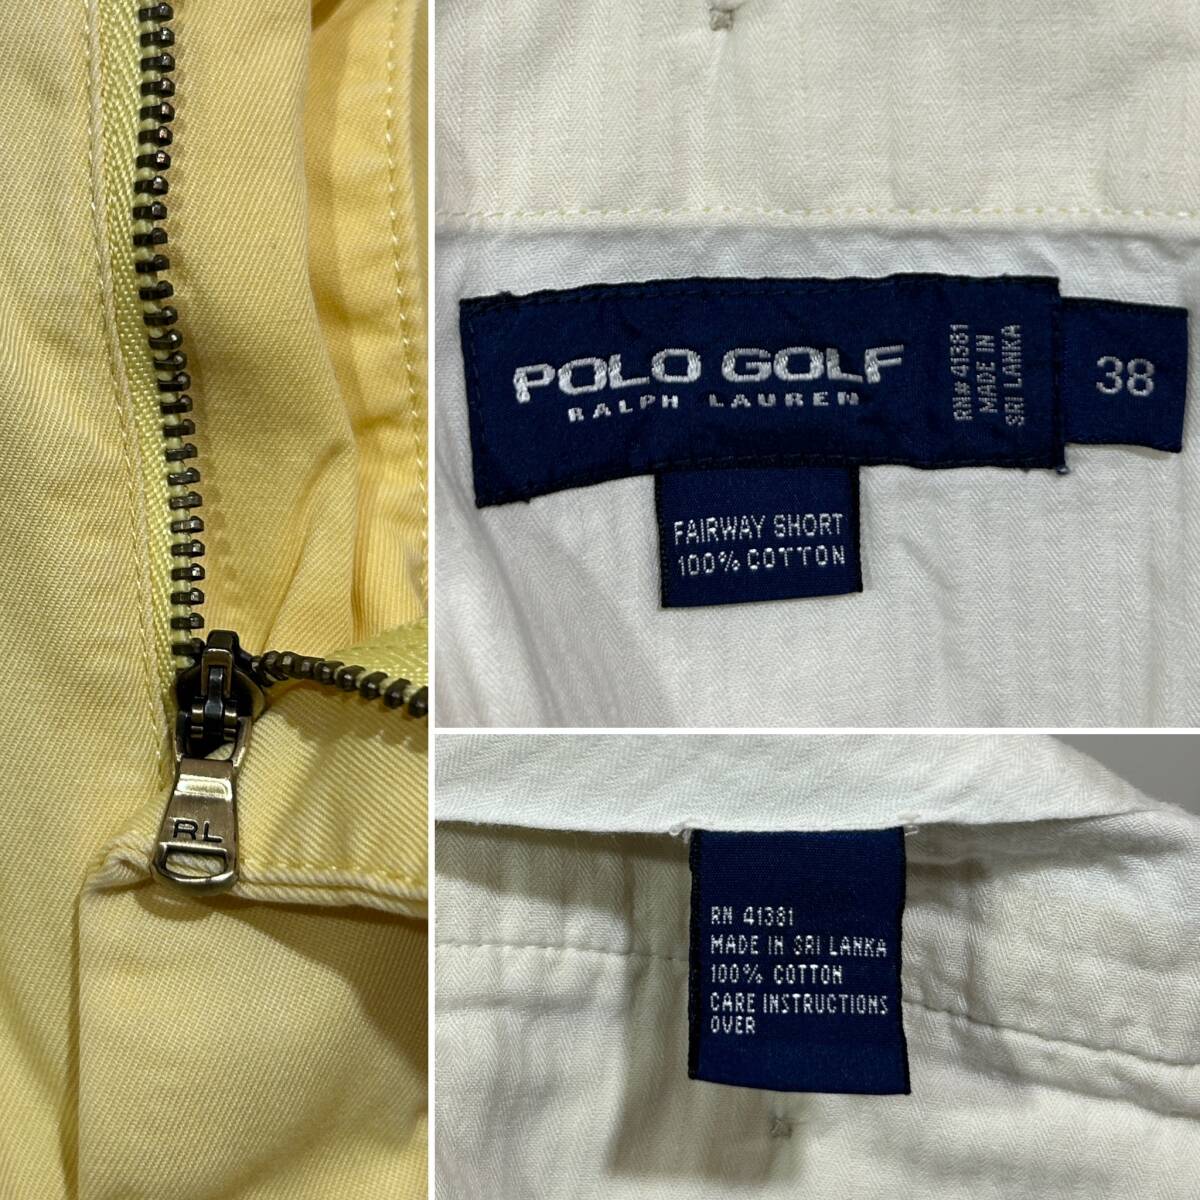 RL
POLO GOLF
RALPH LAUREN
RN# 41381
MADE IN
SRI LANKA
38
FAIRWAY SHORT
100% COTTON
RN 41381
MADE IN SRI LANKA
100% COTTON
CARE INSTRUCTIONS
OVER